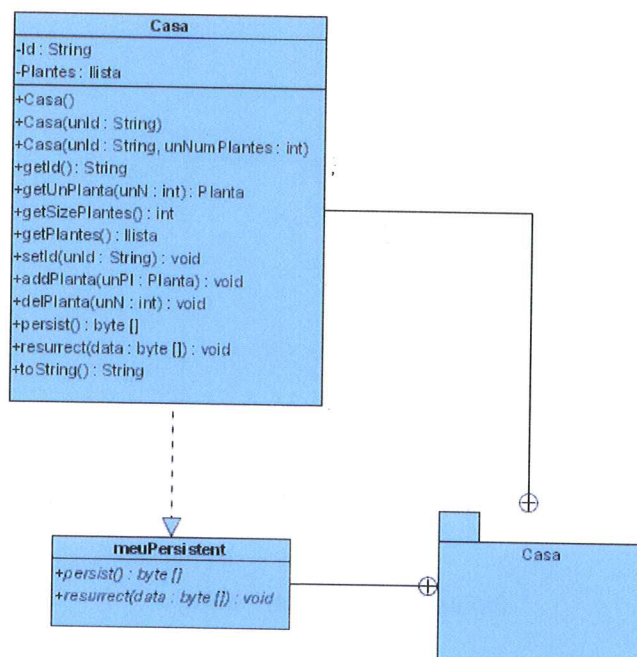 Casa
-Id : String
-Plantes : llista
+Casa()
+Casa(unId : String)
+Casa(unId : String, unNumPlantes : int)
+getId() : String
+getUnPlanta(unN : int) : Planta
+getSizePlantes() : int
+getPlantes() : llista
+setId(unId : String) : void
+addPlanta(unPl : Planta) : void
+delPlanta(unN : int) : void
+persist() : byte []
+resurrect(data : byte []) : void
+toString() : String
meuPersistent
+persist() : byte []
+resurrect(data : byte []) : void
Casa